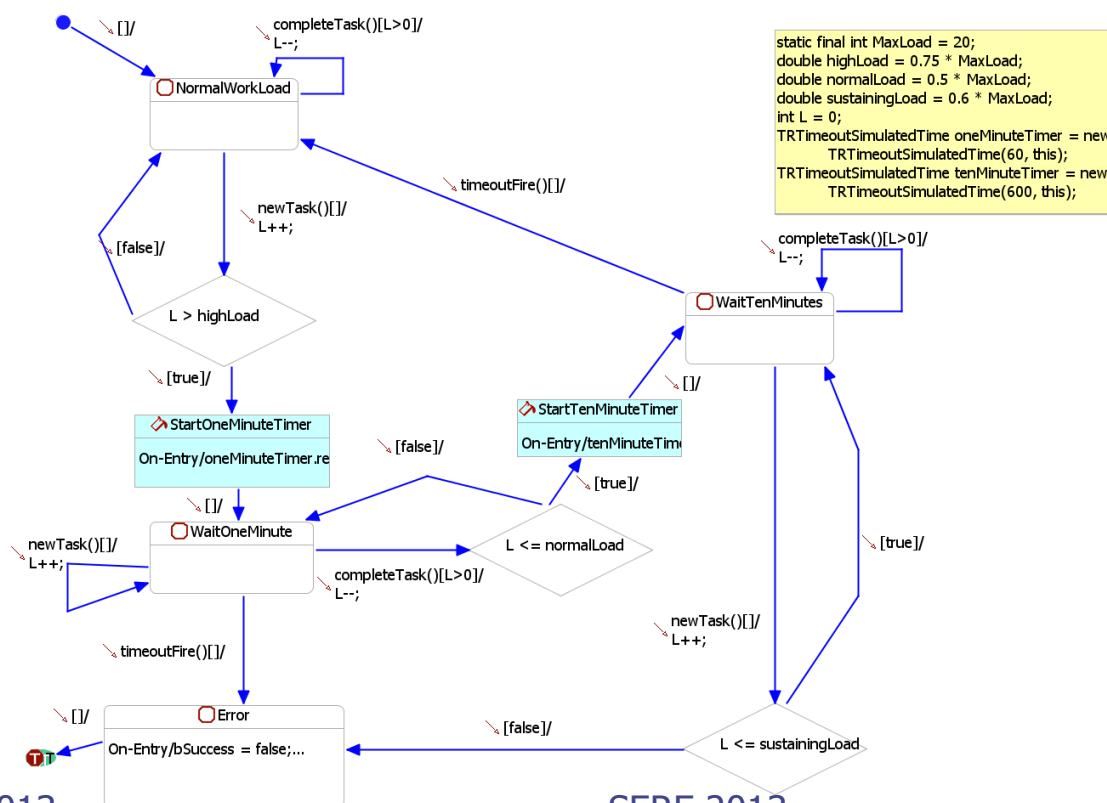 []/
completeTask()[L>0]/
L--;
NormalWorkLoad
static final int MaxLoad = 20;
double highLoad = 0.75 * MaxLoad;
double normalLoad = 0.5 * MaxLoad;
double sustainingLoad = 0.6 * MaxLoad;
int L = 0;
TRTimeoutSimulatedTime oneMinuteTimer = new
TRTimeoutSimulatedTime(60, this);
TRTimeoutSimulatedTime tenMinuteTimer = new
TRTimeoutSimulatedTime(600, this);
timeoutFire()[]/
newTask()[]/
L++;
[false]/
completeTask()[L>0]/
L--;
WaitTenMinutes
L > highLoad
[true]/
[]/
StartOneMinuteTimer
On-Entry/oneMinuteTimer.re
StartTenMinuteTimer
On-Entry/tenMinuteTime
[false]/
[true]/
[]/
WaitOneMinute
newTask()[]/
L++;
L <= normalLoad
[true]/
completeTask()[L>0]/
L--;
newTask()[]/
L++;
timeoutFire()[]/
[]/
Error
On-Entry/bSuccess = false;...
[false]/
L <= sustainingLoad
T T